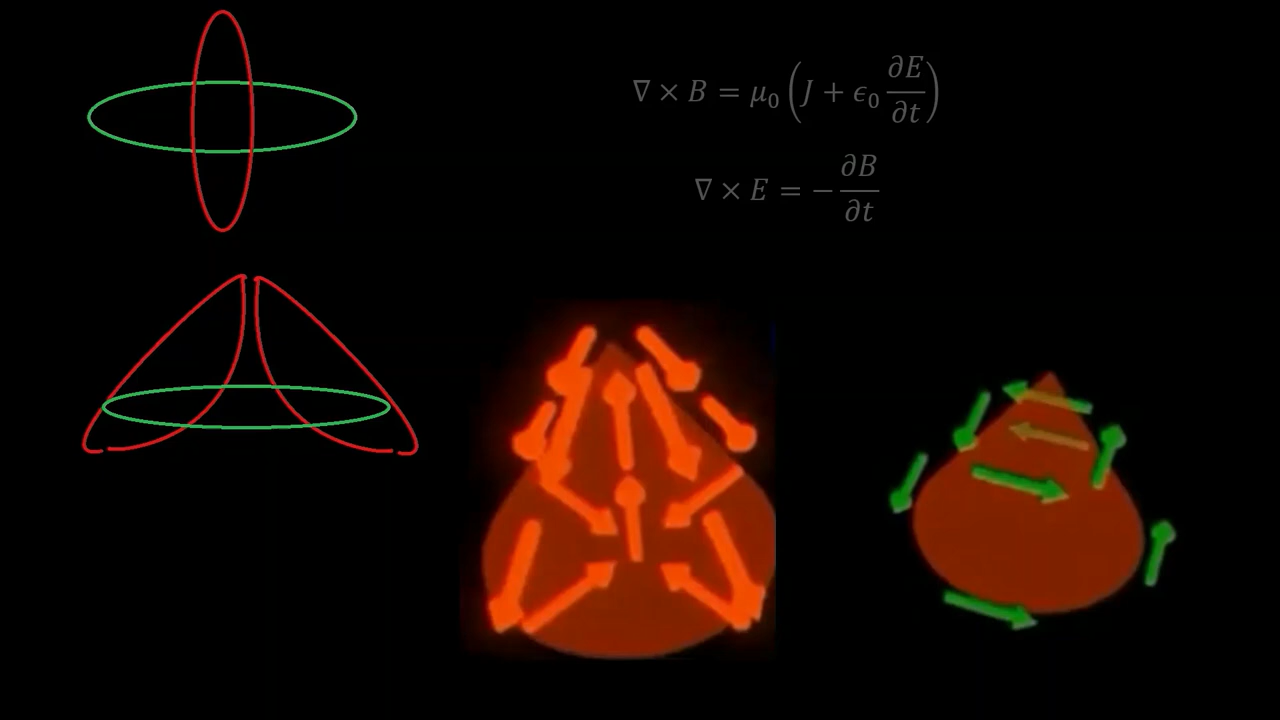 ∇ × B = μ₀ (J + ϵ₀ ∂E/∂t)
∇ × E = − ∂B/∂t